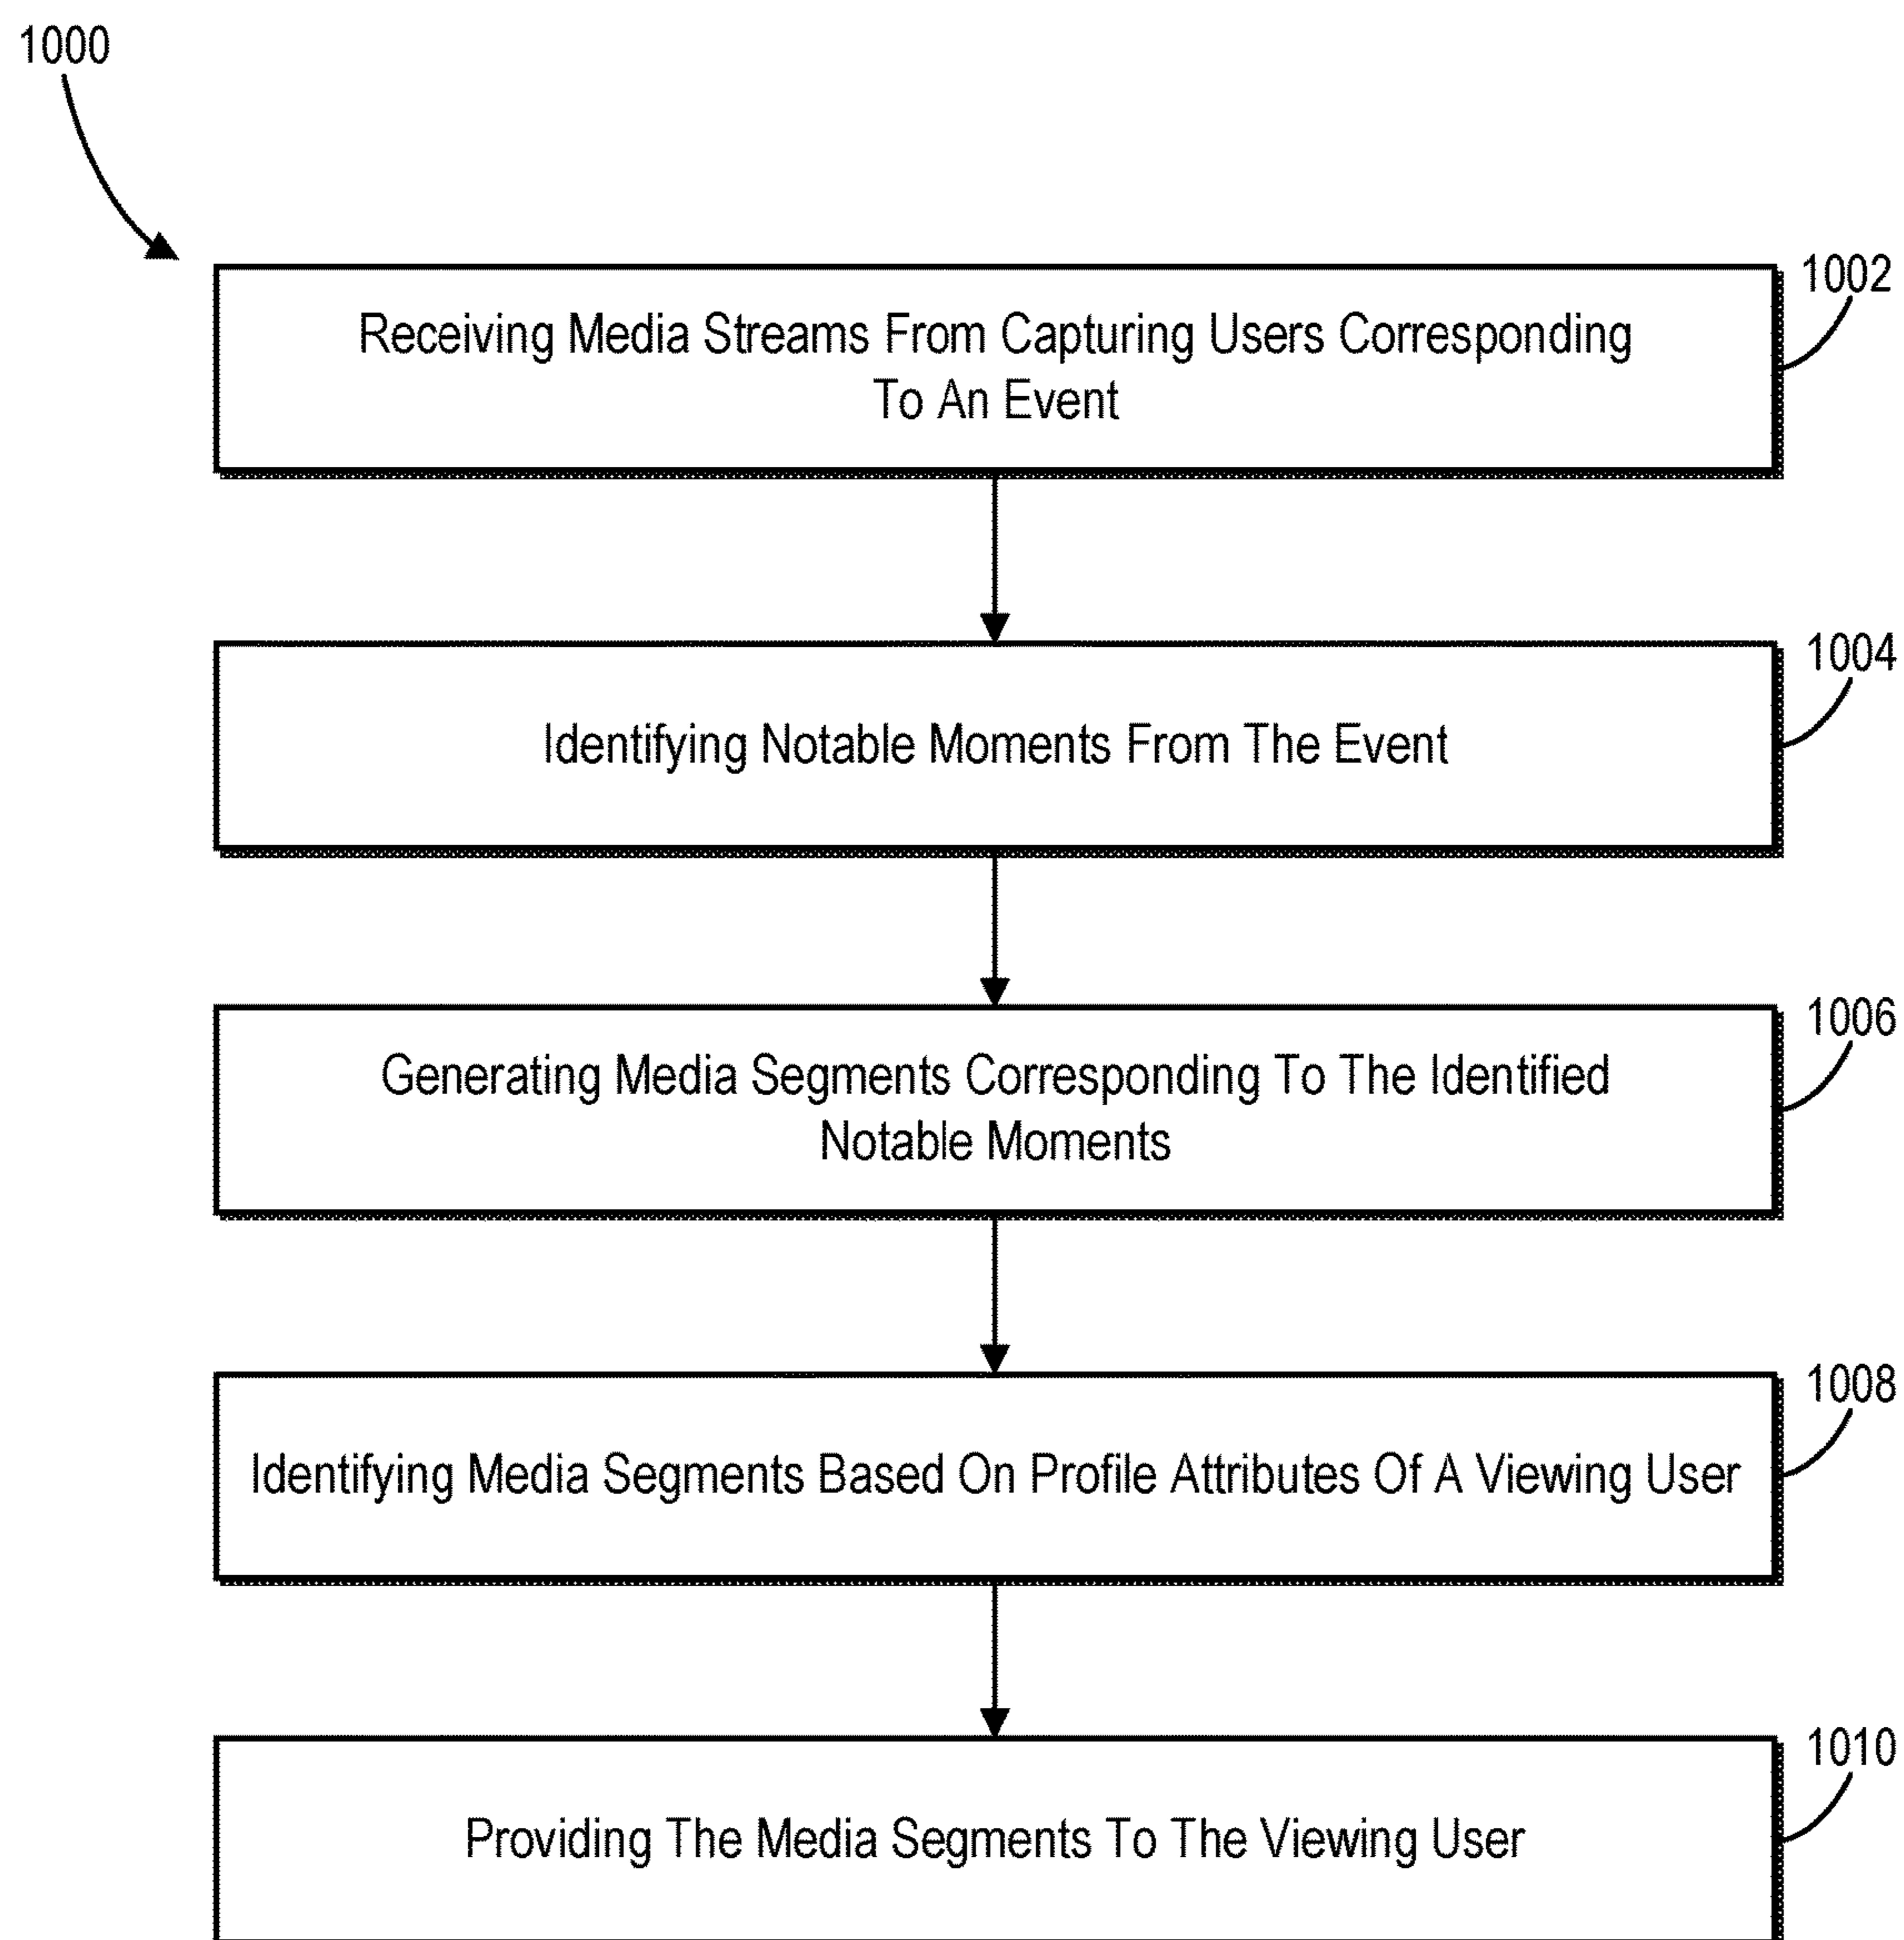 1000
1002
Receiving Media Streams From Capturing Users Corresponding
To An Event
1004
Identifying Notable Moments From The Event
1006
Generating Media Segments Corresponding To The Identified
Notable Moments
1008
Identifying Media Segments Based On Profile Attributes Of A Viewing User
1010
Providing The Media Segments To The Viewing User